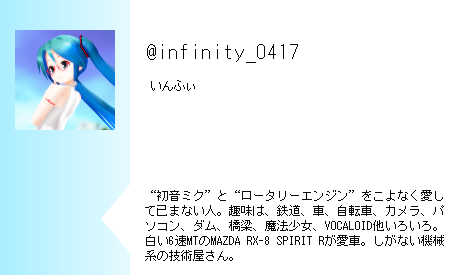 @infinity_0417
いんふぃ
“初音ミク”と“ロータリーエンジン”をこよなく愛し
て已まない人。趣味は、鉄道、車、自転車、カメラ、パ
ソコン、ダム、橋梁、魔法少女、VOCALOID他いろいろ。
白い6速MTのMAZDA RX-8 SPIRIT Rが愛車。しがない機械
系の技術屋さん。